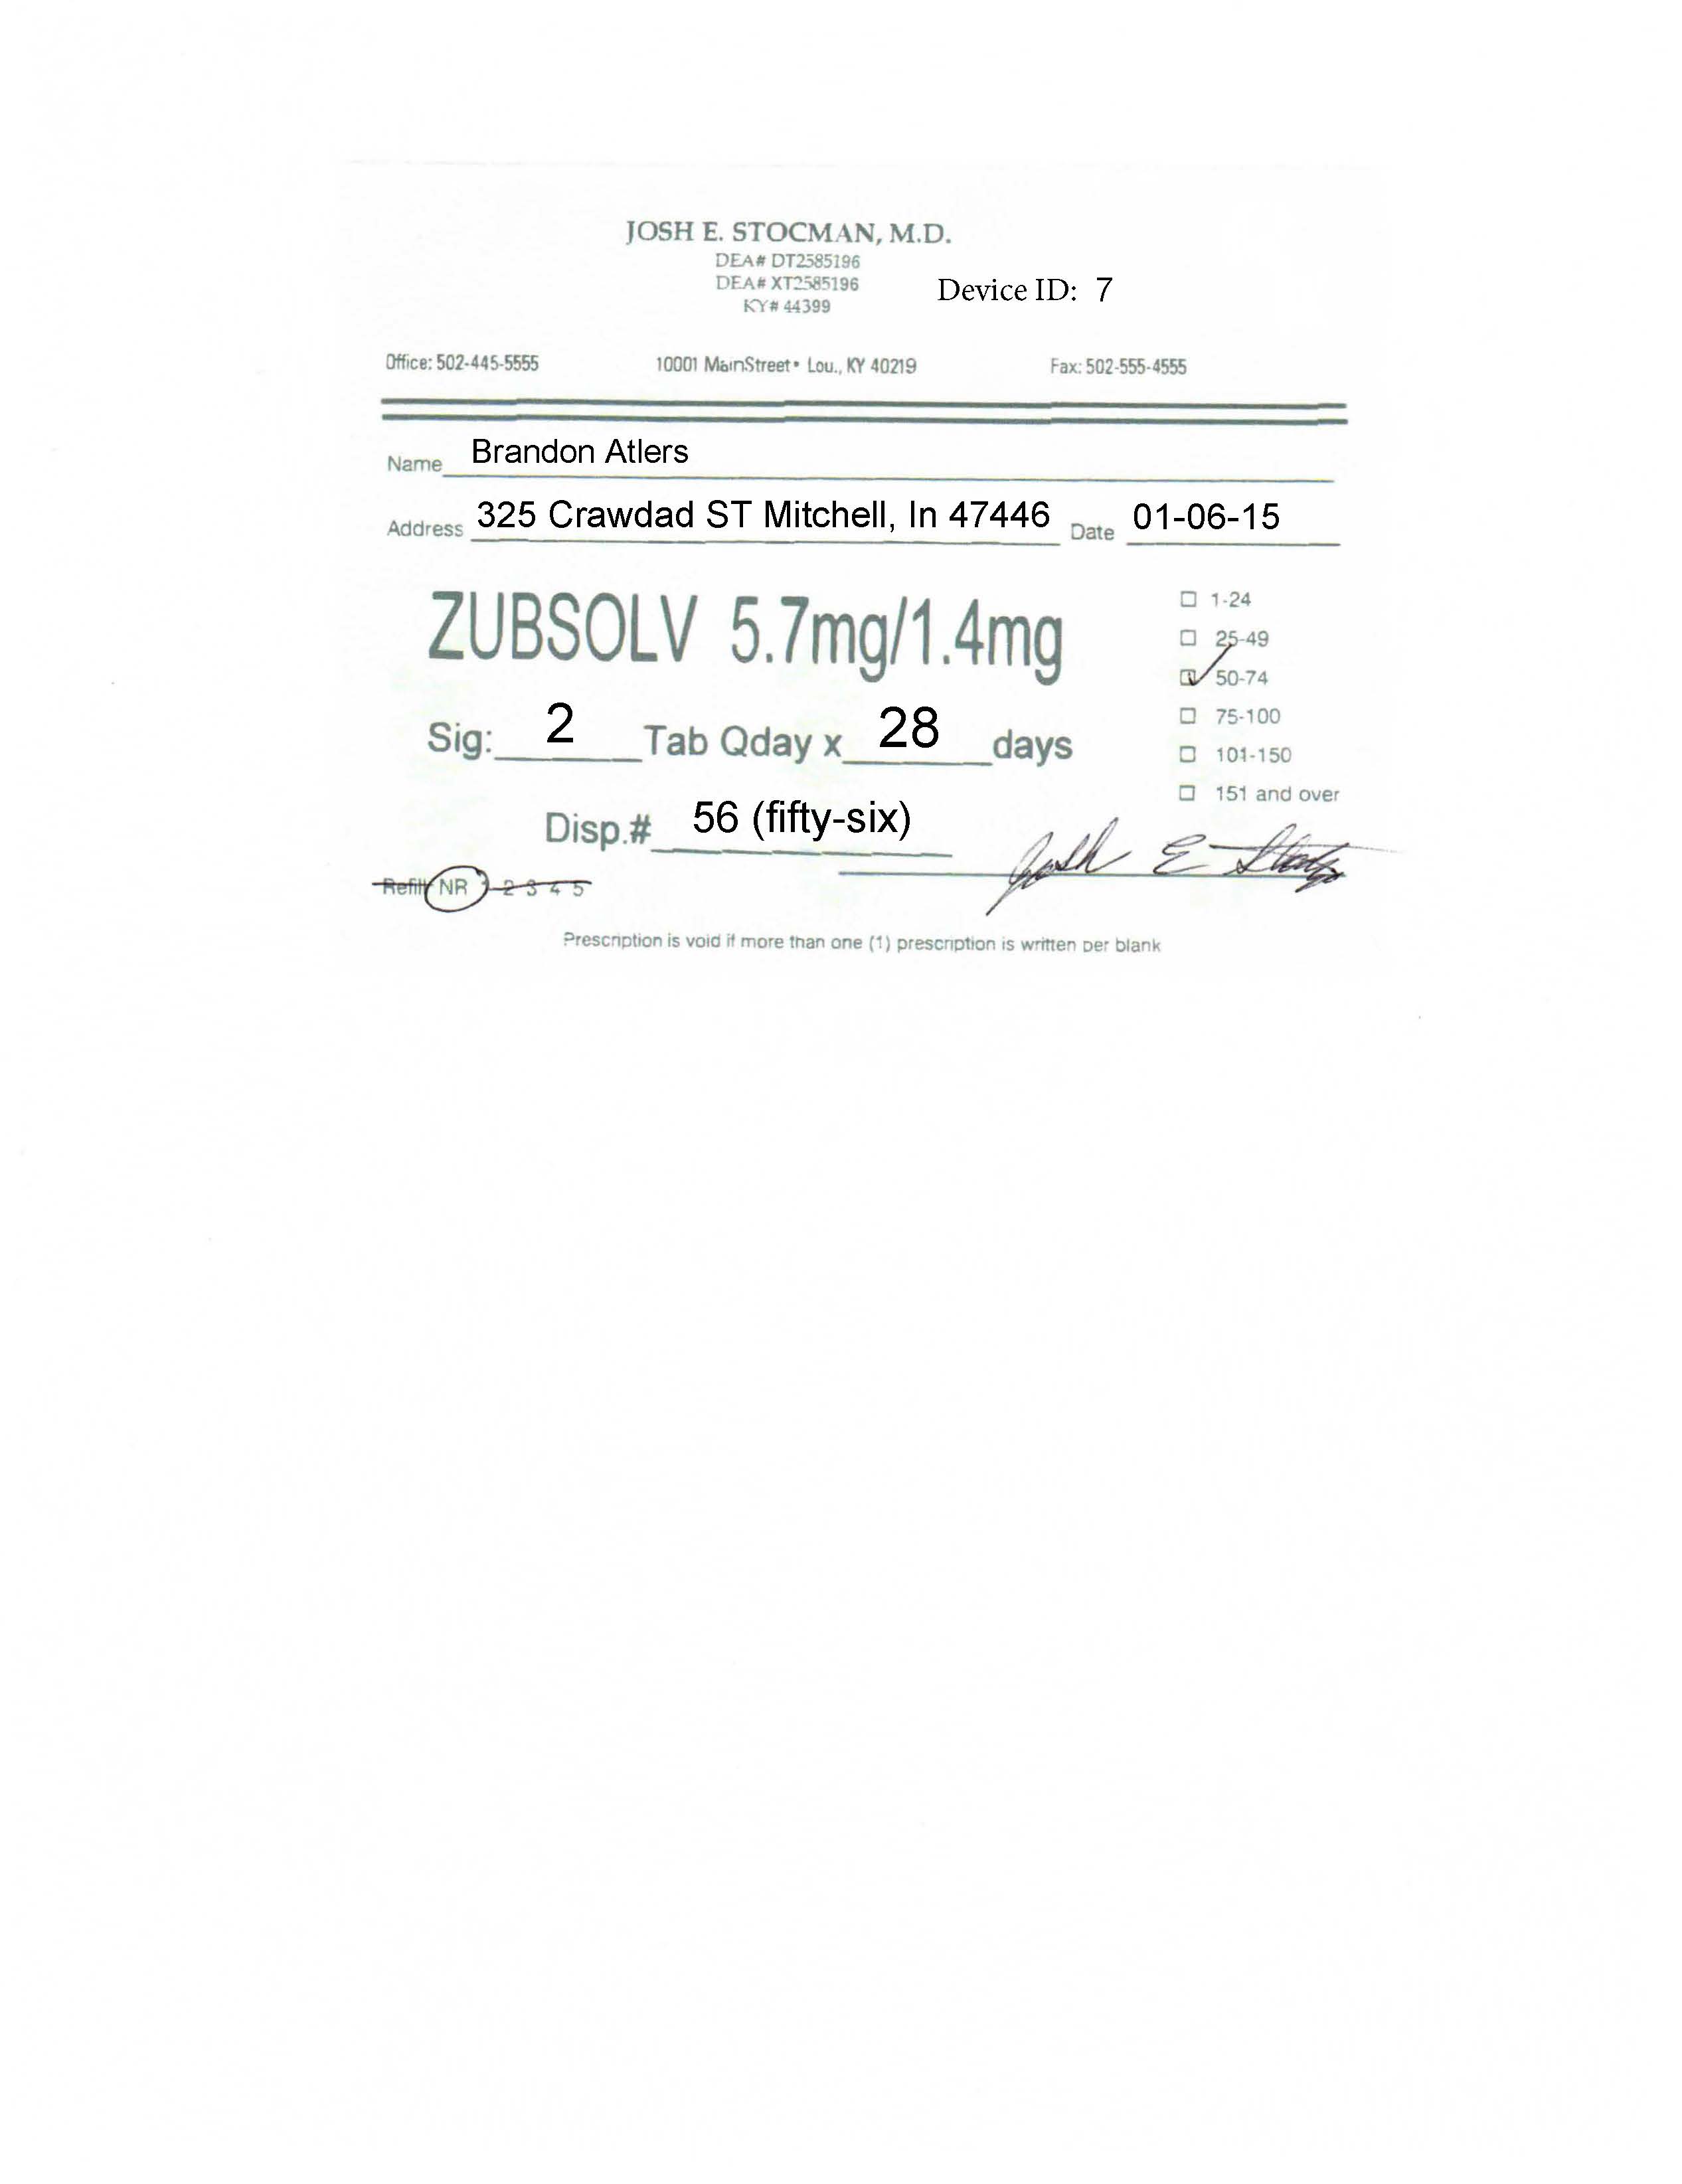 JOSH E. STOCMAN, M.D.
DEA# DT2585196
DEA# XT2585196
KY# 44399
Device ID: 7
Office: 502-445-5555 10001 MainStreet • Lou., KY 40219 Fax: 502-555-4555
Name Brandon Atlers
Address 325 Crawdad ST Mitchell, In 47446 Date 01-06-15
ZUBSOLV 5.7mg/1.4mg
Sig: 2 Tab Qday x 28 days
Disp.# 56 (fifty-six)
1-24
25-49
50-74
75-100
101-150
151 and over
Josh E
Refill NR 1 2 3 4 5
Prescription is void if more than one (1) prescription is written per blank